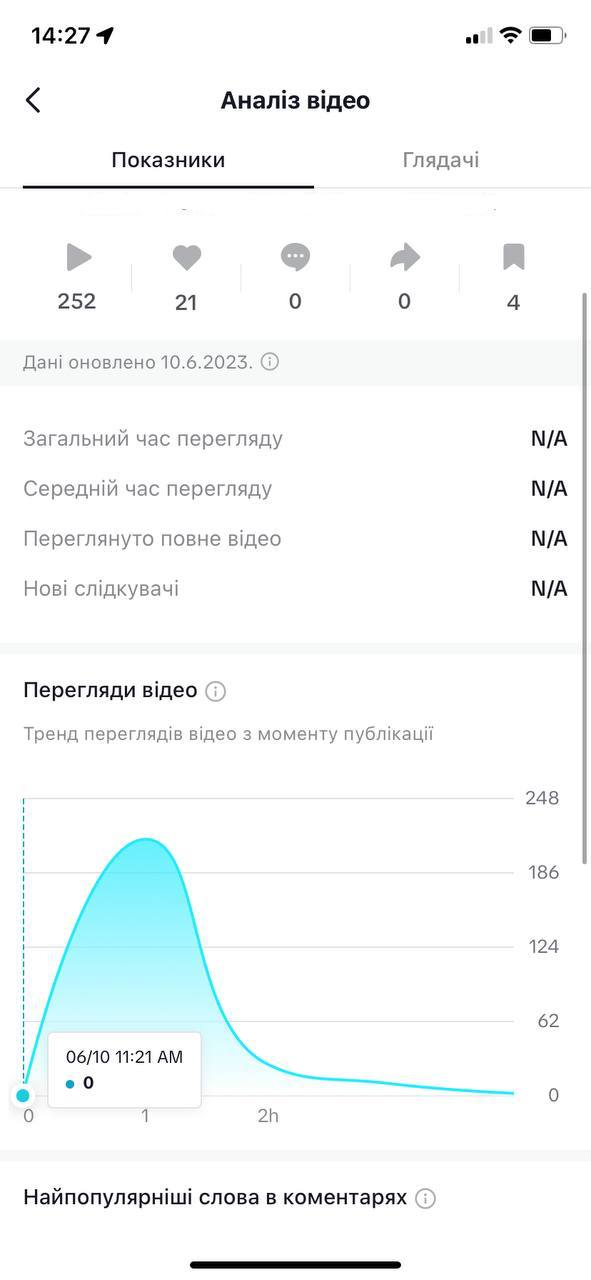 14:27
Аналіз відео
Показники Глядачі
252 21 0 0 4
Дані оновлено 10.6.2023.
Загальний час перегляду N/A
Середній час перегляду N/A
Переглянуто повне відео N/A
Нові слідкувачі N/A
Перегляди відео
Тренд переглядів відео з моменту публікації
248
186
124
62
06/10 11:21 AM
0
0
0 1 2h
Найпопулярніші слова в коментарях